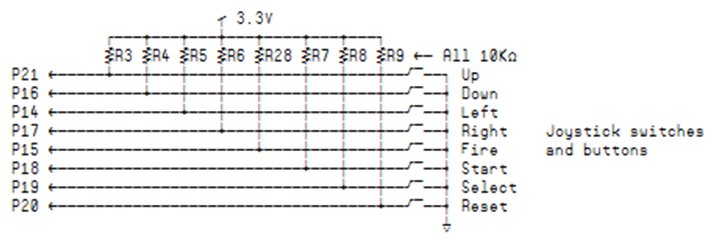 3.3V
R3 R4 R5 R6 R28 R7 R8 R9 ← All 10KΩ
P21 Up
P16 Down
P14 Left
P17 Right Joystick switches
P15 Fire and buttons
P18 Start
P19 Select
P20 Reset